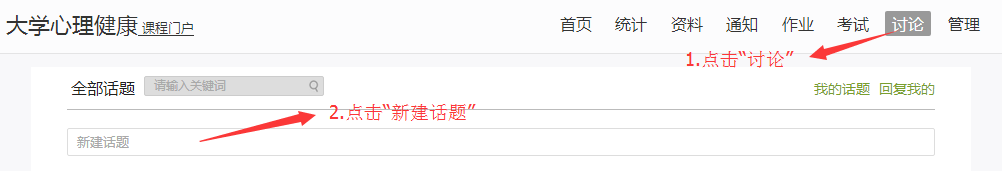 大学心理健康 课程门户 首页 统计 资料 通知 作业 考试 讨论 管理
1.点击“讨论”
全部话题 请输入关键词 我的话题 回复我的
2.点击“新建话题”
新建话题